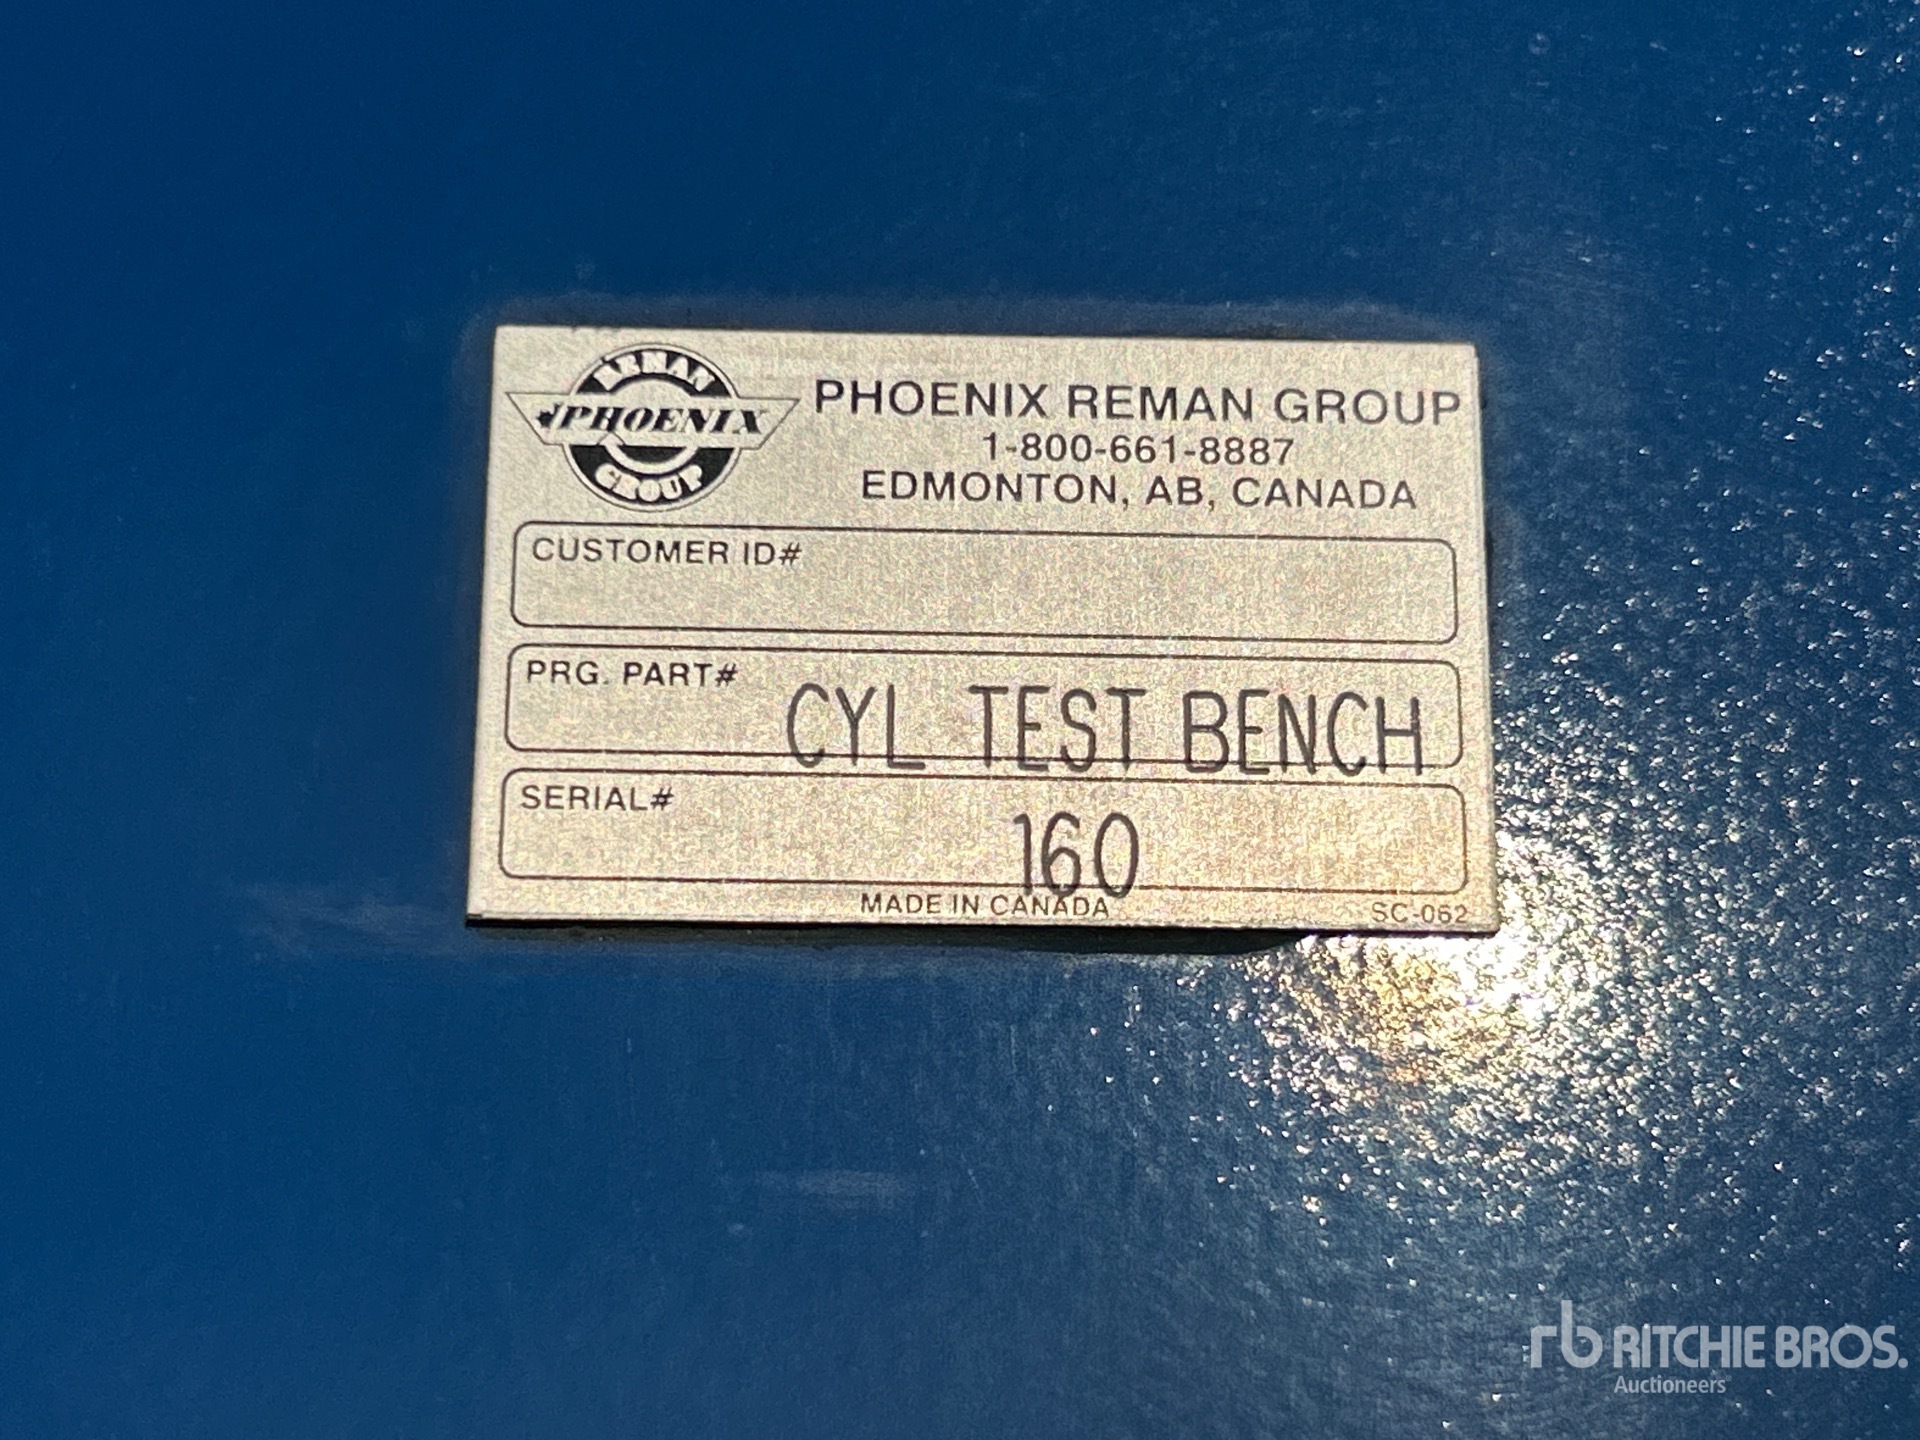 REMAN
PHOENIX
GROUP
PHOENIX REMAN GROUP
1-800-661-8887
EDMONTON, AB, CANADA
CUSTOMER ID#
PRG. PART#
CYL TEST BENCH
SERIAL#
160
MADE IN CANADA
SC-062
rb RITCHIE BROS.
Auctioneers